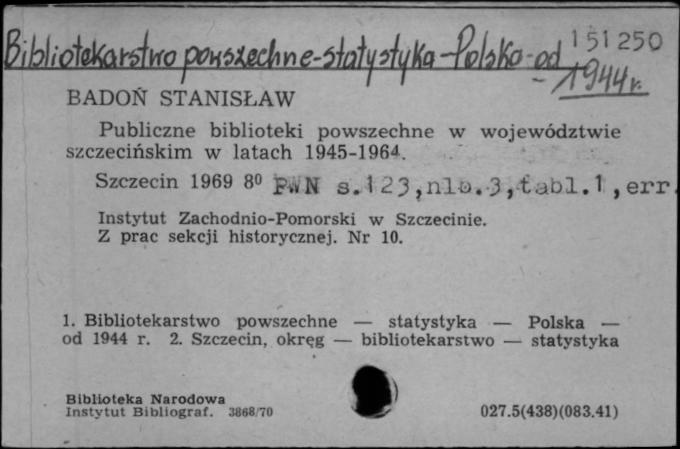 151250
Bibliotekarstwo powszechne-statystyka-Polska-od
- 1944 r.
BADOŃ STANISŁAW
Publiczne biblioteki powszechne w województwie
szczecińskim w latach 1945-1964.
Szczecin 1969 8⁰ PWN s.123,nlb.3,tabl.1,err.
Instytut Zachodnio-Pomorski w Szczecinie.
Z prac sekcji historycznej. Nr 10.
1. Bibliotekarstwo powszechne — statystyka — Polska —
od 1944 r. 2. Szczecin, okręg — bibliotekarstwo — statystyka
Biblioteka Narodowa
Instytut Bibliograf. 3868/70 027.5(438)(083.41)